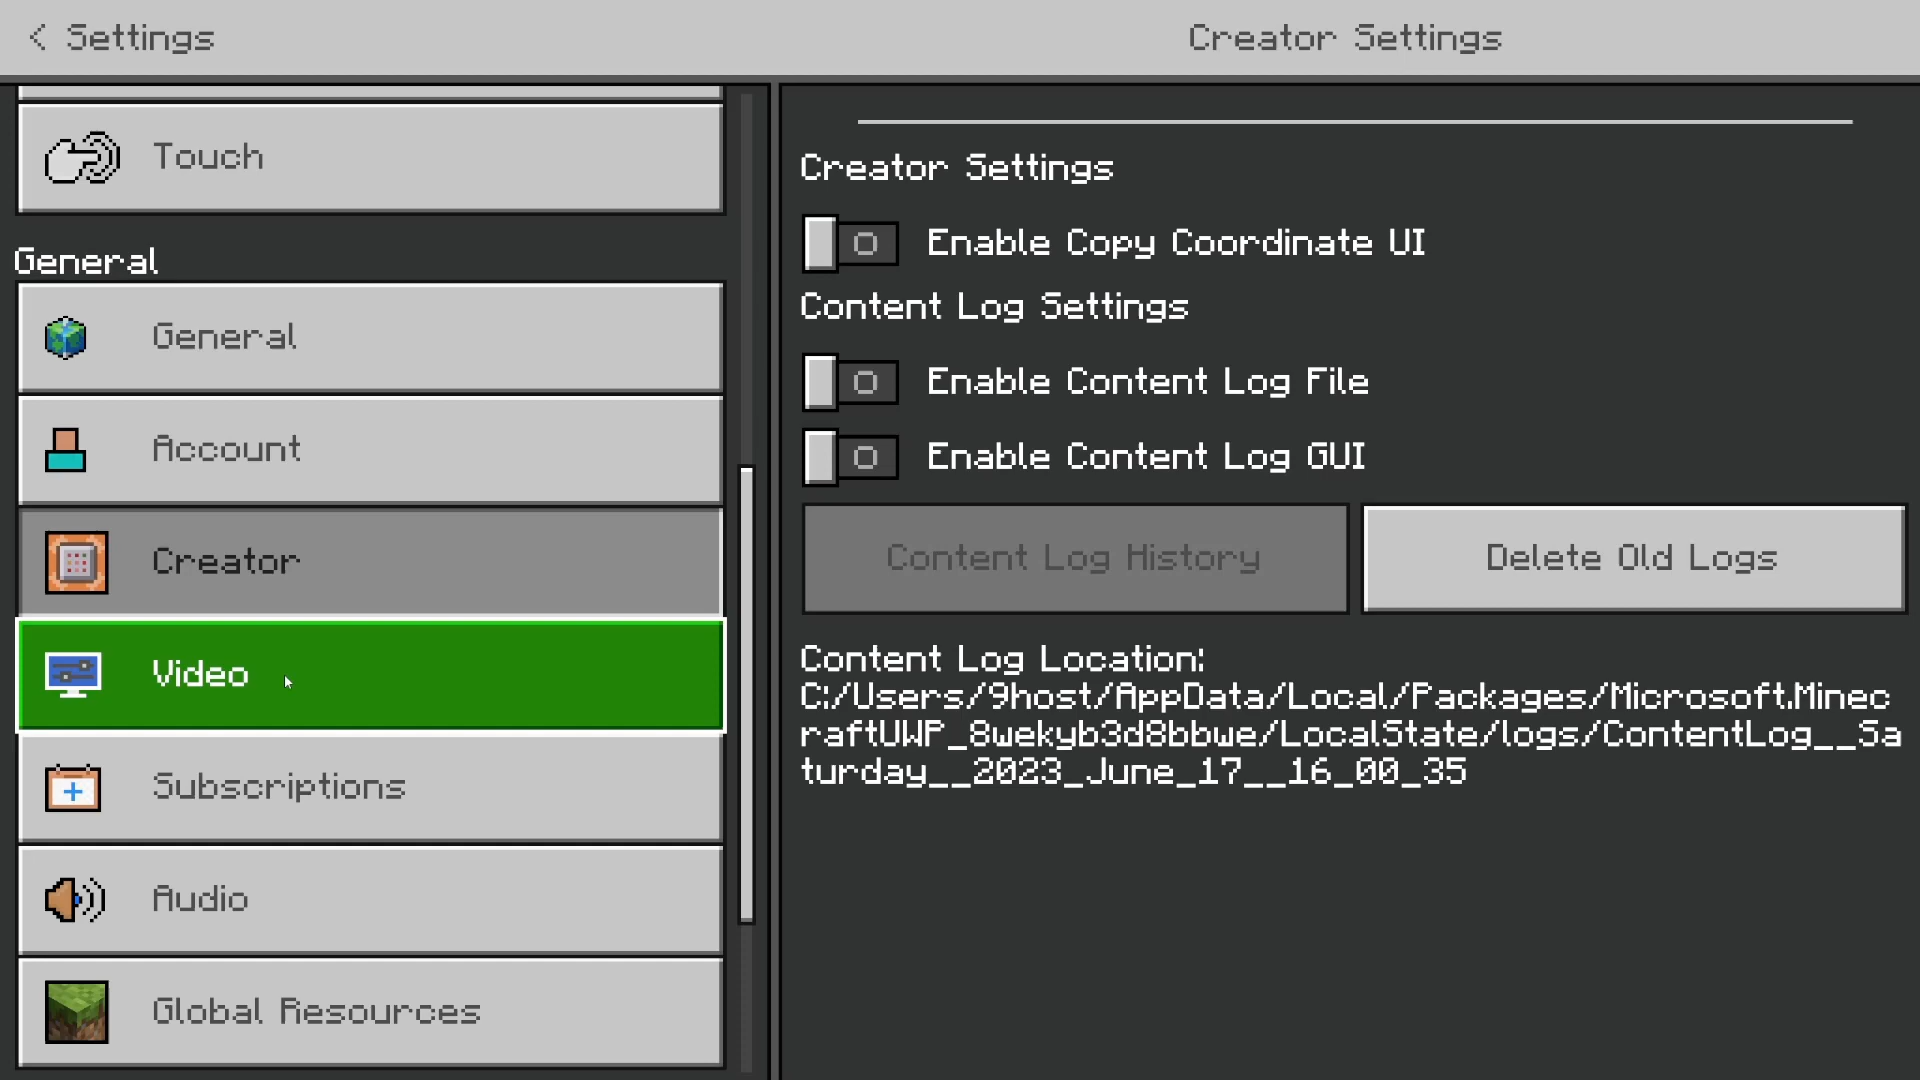 Settings
Creator Settings
Touch
General
General
Account
Creator
Video
Subscriptions
Audio
Global Resources
Creator Settings
Enable Copy Coordinate UI
Content Log Settings
Enable Content Log File
Enable Content Log GUI
Content Log History
Delete Old Logs
Content Log Location:
C:/Users/9host/AppData/Local/Packages/Microsoft.Minec
raftUWP_8wekyb3d8bbwe/LocalState/logs/ContentLog__Sa
turday__2023_June_17__16_00_35